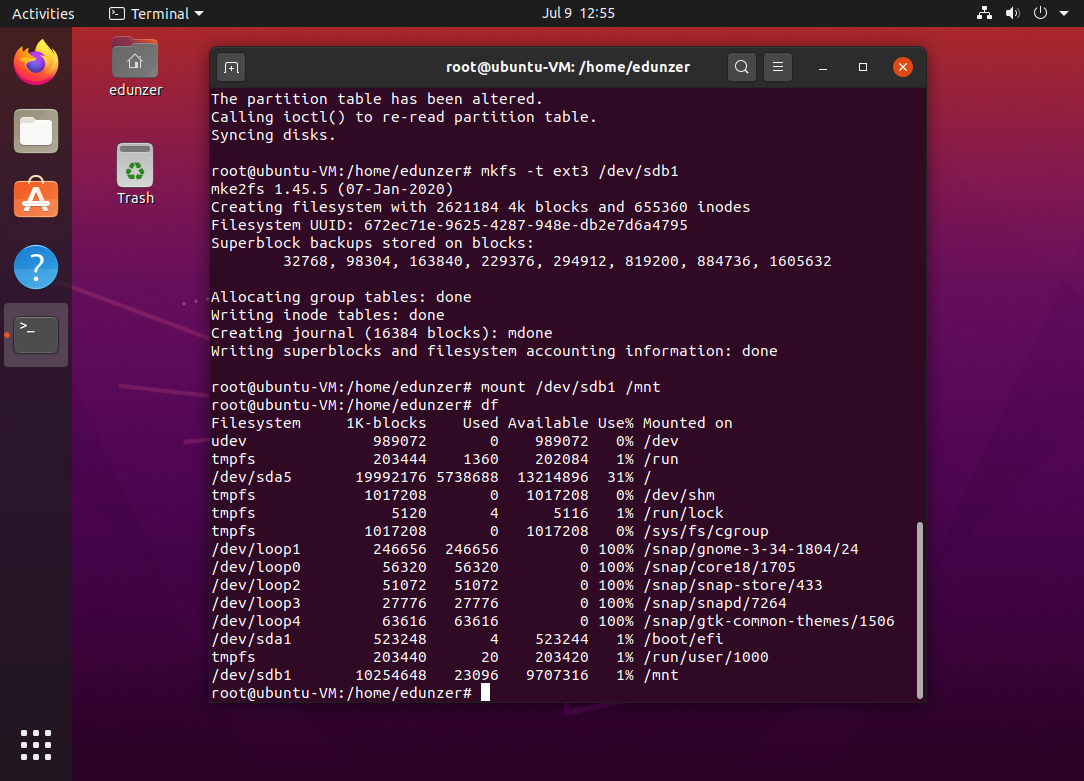 Activities Terminal Jul 9 12:55
edunzer
Trash
root@ubuntu-VM: /home/edunzer
The partition table has been altered.
Calling ioctl() to re-read partition table.
Syncing disks.
root@ubuntu-VM:/home/edunzer# mkfs -t ext3 /dev/sdb1
mke2fs 1.45.5 (07-Jan-2020)
Creating filesystem with 2621184 4k blocks and 655360 inodes
Filesystem UUID: 672ec71e-9625-4287-948e-db2e7d6a4795
Superblock backups stored on blocks:
        32768, 98304, 163840, 229376, 294912, 819200, 884736, 1605632
Allocating group tables: done
Writing inode tables: done
Creating journal (16384 blocks): mdone
Writing superblocks and filesystem accounting information: done
root@ubuntu-VM:/home/edunzer# mount /dev/sdb1 /mnt
root@ubuntu-VM:/home/edunzer# df
Filesystem     1K-blocks    Used Available Use% Mounted on
udev              989072       0    989072   0% /dev
tmpfs             203444    1360    202084   1% /run
/dev/sda5       19992176 5738688  13214896  31% /
tmpfs            1017208       0   1017208   0% /dev/shm
tmpfs               5120       4      5116   1% /run/lock
tmpfs            1017208       0   1017208   0% /sys/fs/cgroup
/dev/loop1        246656  246656         0 100% /snap/gnome-3-34-1804/24
/dev/loop0         56320   56320         0 100% /snap/core18/1705
/dev/loop2         51072   51072         0 100% /snap/snap-store/433
/dev/loop3         27776   27776         0 100% /snap/snapd/7264
/dev/loop4         63616   63616         0 100% /snap/gtk-common-themes/1506
/dev/sda1         523248       4    523244   1% /boot/efi
tmpfs             203440      20    203420   1% /run/user/1000
/dev/sdb1       10254648   23096   9707316   1% /mnt
root@ubuntu-VM:/home/edunzer#